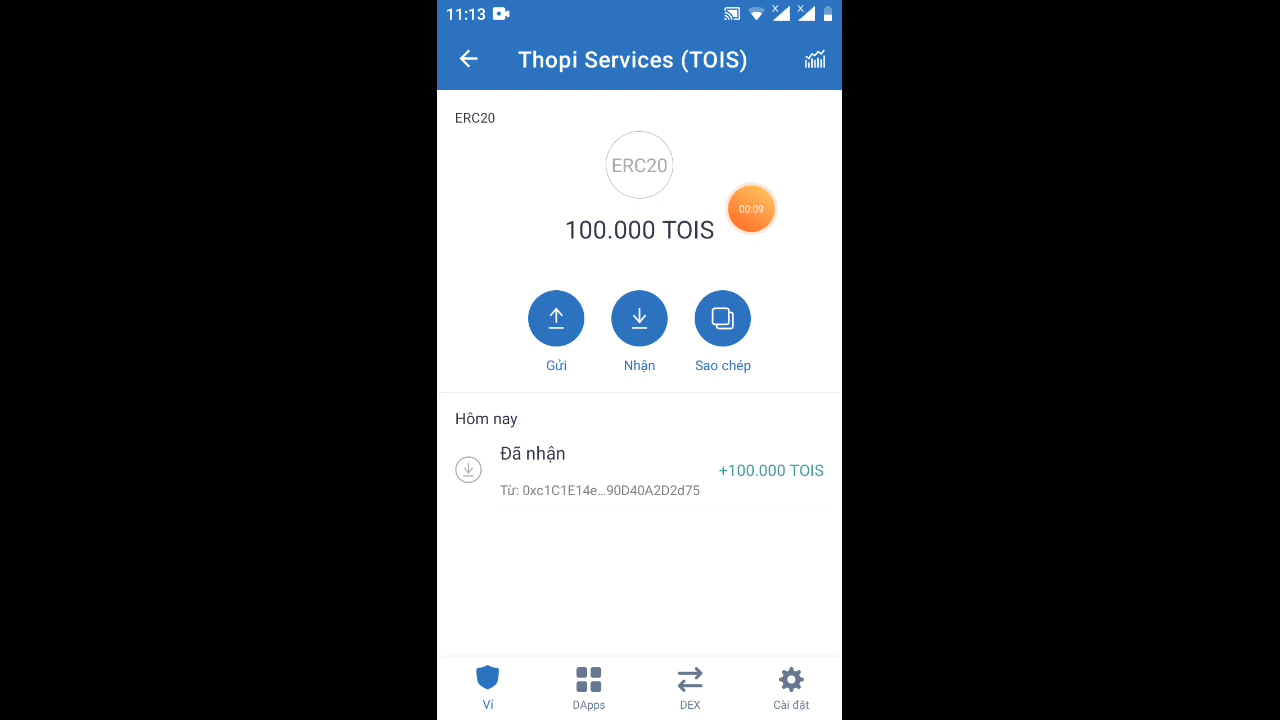 11:13
Thopi Services (TOIS)
ERC20
ERC20
00:09
100.000 TOIS
Gửi
Nhận
Sao chép
Hôm nay
Đã nhận
+100.000 TOIS
Từ: 0xc1C1E14e...90D40A2D2d75
Ví
DApps
DEX
Cài đặt